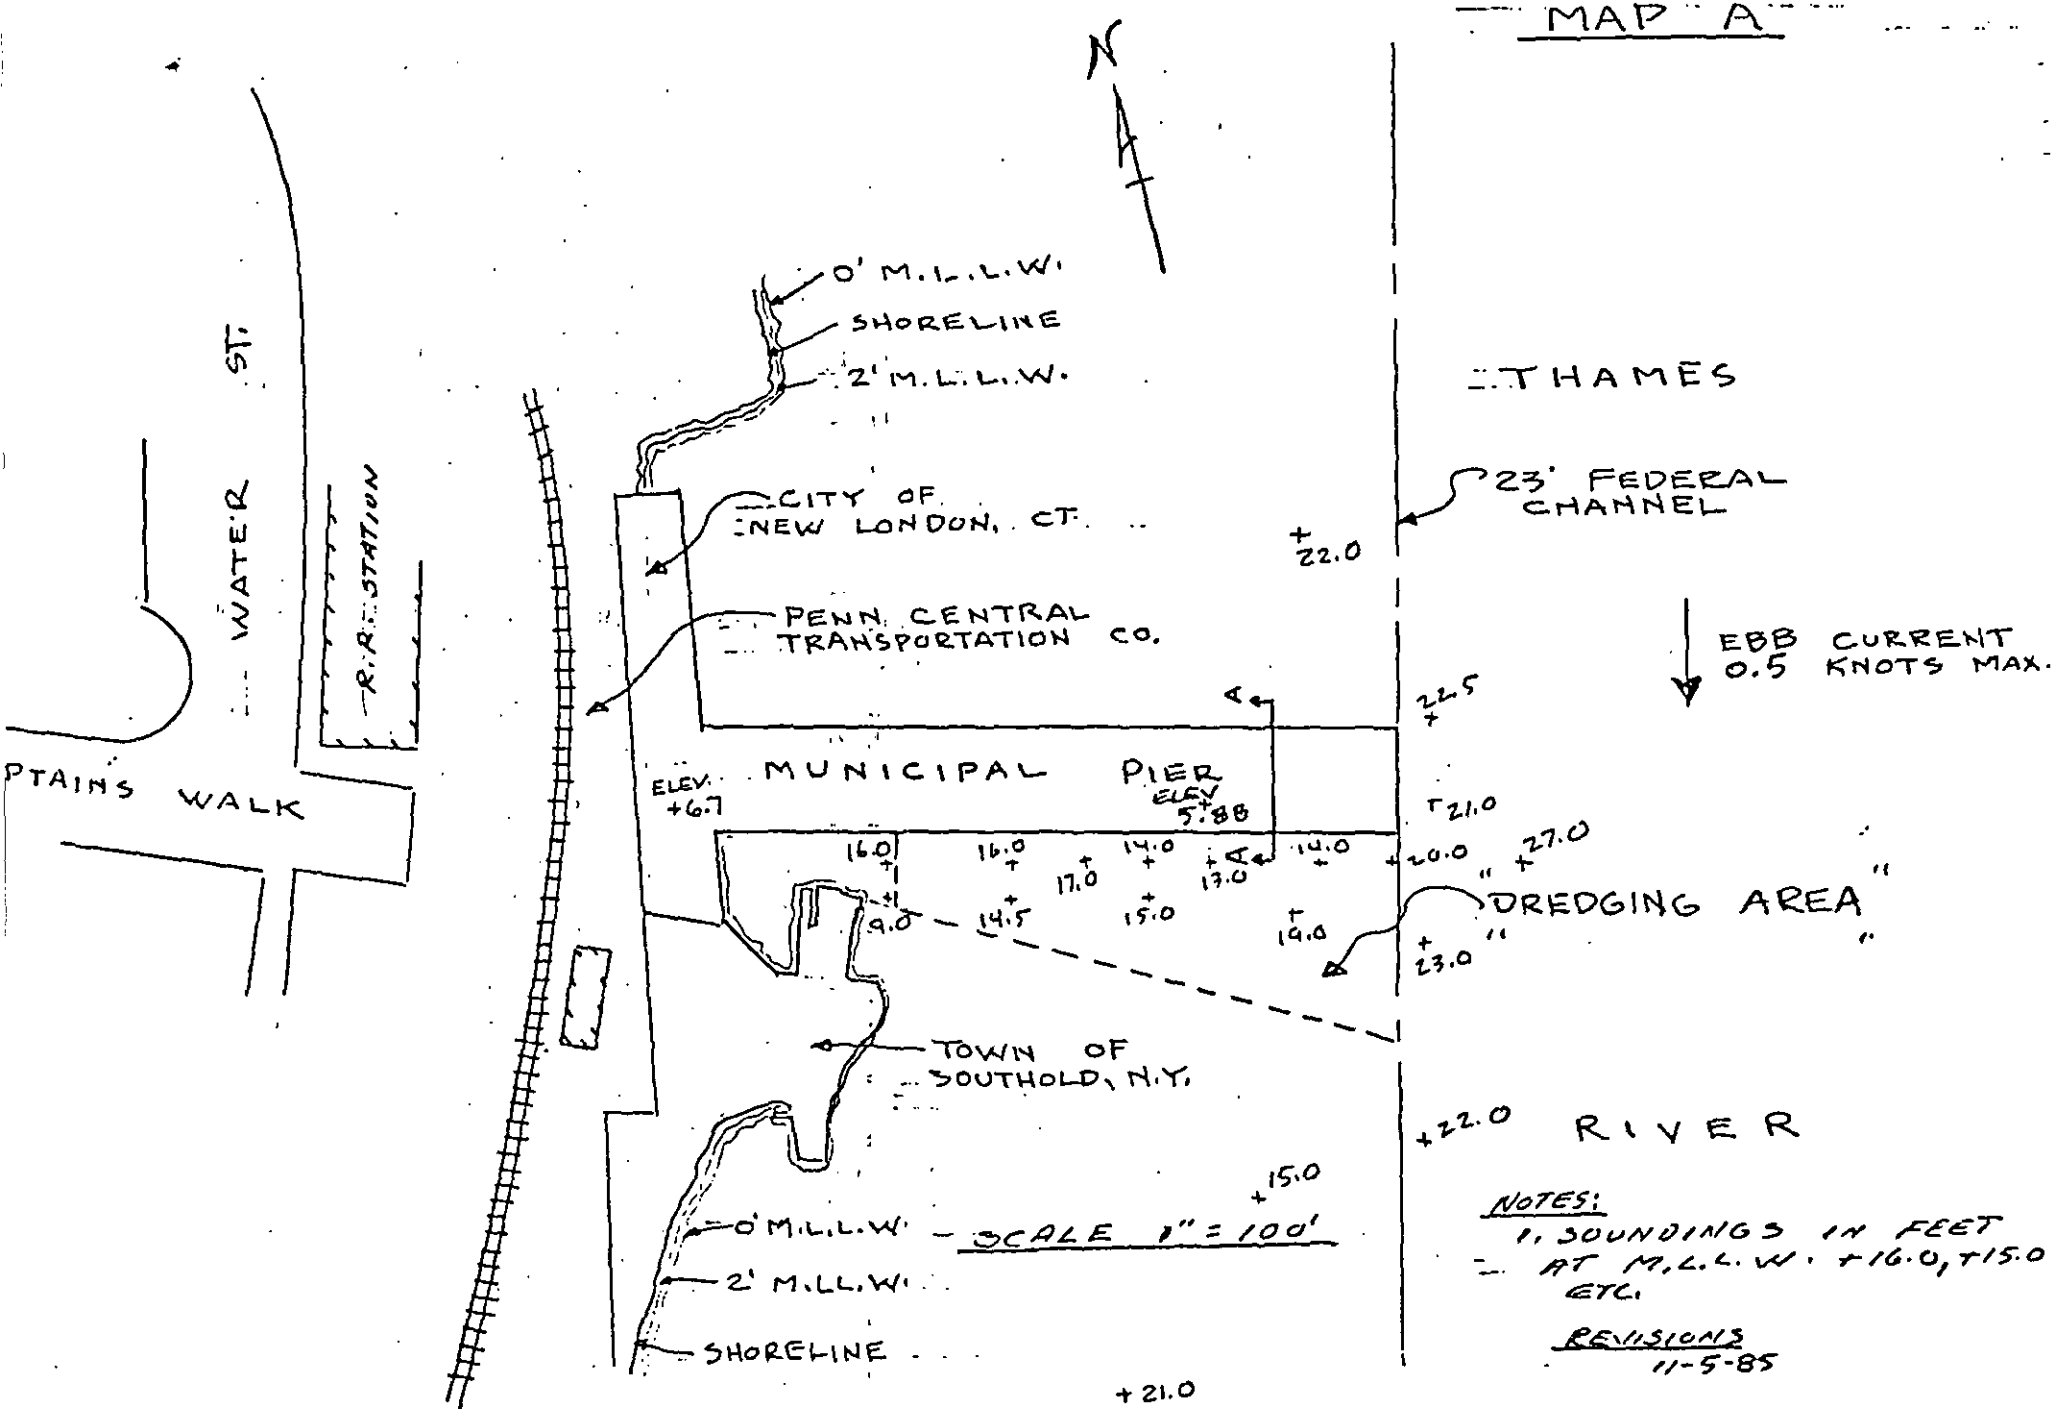 MAP A
N
0' M.L.L.W.
SHORELINE
2' M.L.L.W.
THAMES
WATER ST.
R.R. STATION
CITY OF
NEW LONDON, CT.
23' FEDERAL
CHANNEL
+ 22.0
PENN. CENTRAL
TRANSPORTATION CO.
EBB CURRENT
0.5 KNOTS MAX.
A
22.5 +
PTAINS WALK
ELEV.
+6.7
MUNICIPAL PIER
ELEV
5.88
+ 21.0
16.0 16.0 14.0 A 14.0 +20.0 +27.0
17.0 17.0
9.0 14.5 15.0
19.0
+ 23.0
"DREDGING AREA"
" " "
TOWN OF
SOUTHOLD, N.Y.
+22.0
RIVER
+15.0
0' M.L.L.W.
SCALE 1" = 100'
2' M.L.L.W.
SHORELINE
+21.0
NOTES:
1. SOUNDINGS IN FEET
AT M.L.L.W. +16.0, +15.0
ETC.
REVISIONS
11-5-85